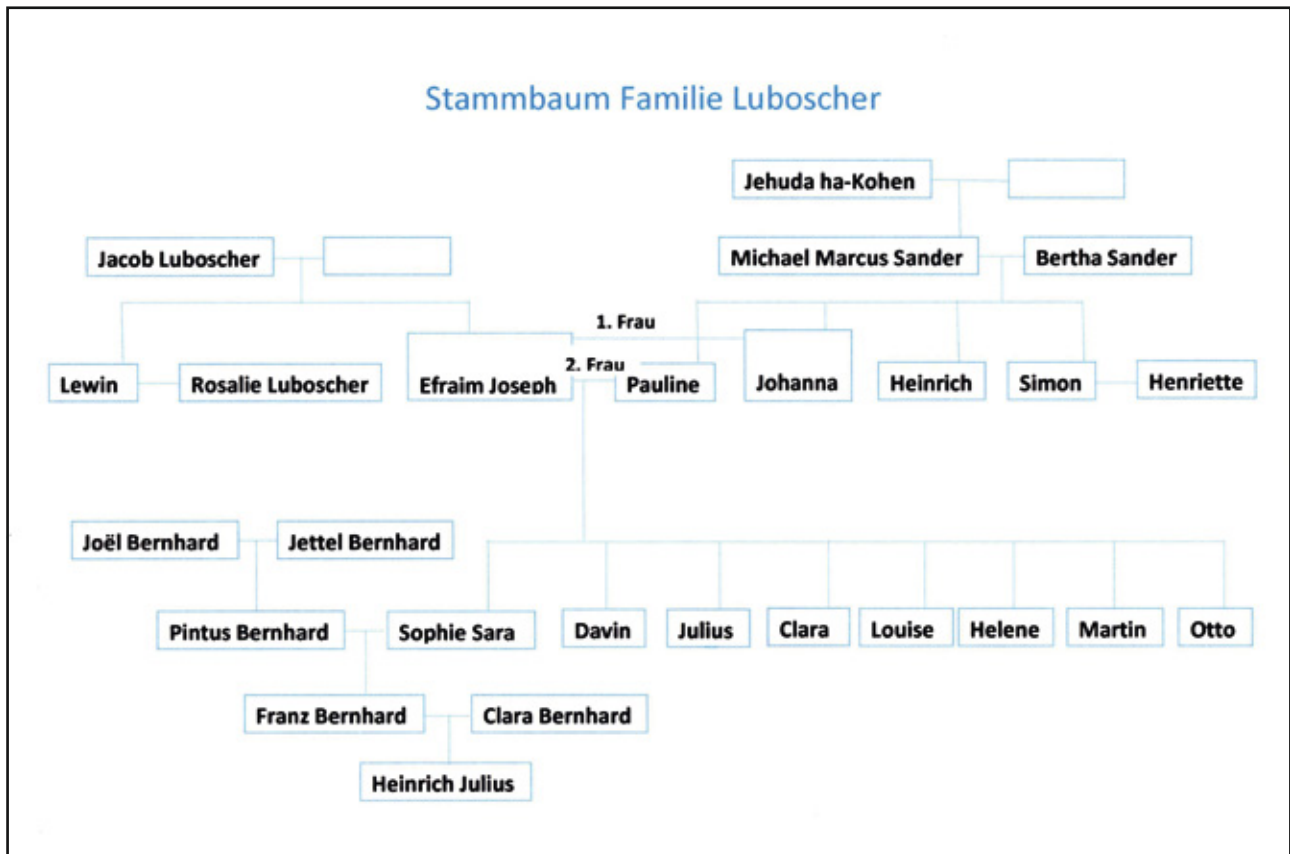 Stammbaum Familie Luboscher
Jehuda ha-Kohen
Jacob Luboscher
Michael Marcus Sander
Bertha Sander
1. Frau
2. Frau
Lewin
Rosalie Luboscher
Efraim Joseph
Pauline
Johanna
Heinrich
Simon
Henriette
Joël Bernhard
Jettel Bernhard
Pintus Bernhard
Sophie Sara
Davin
Julius
Clara
Louise
Helene
Martin
Otto
Franz Bernhard
Clara Bernhard
Heinrich Julius